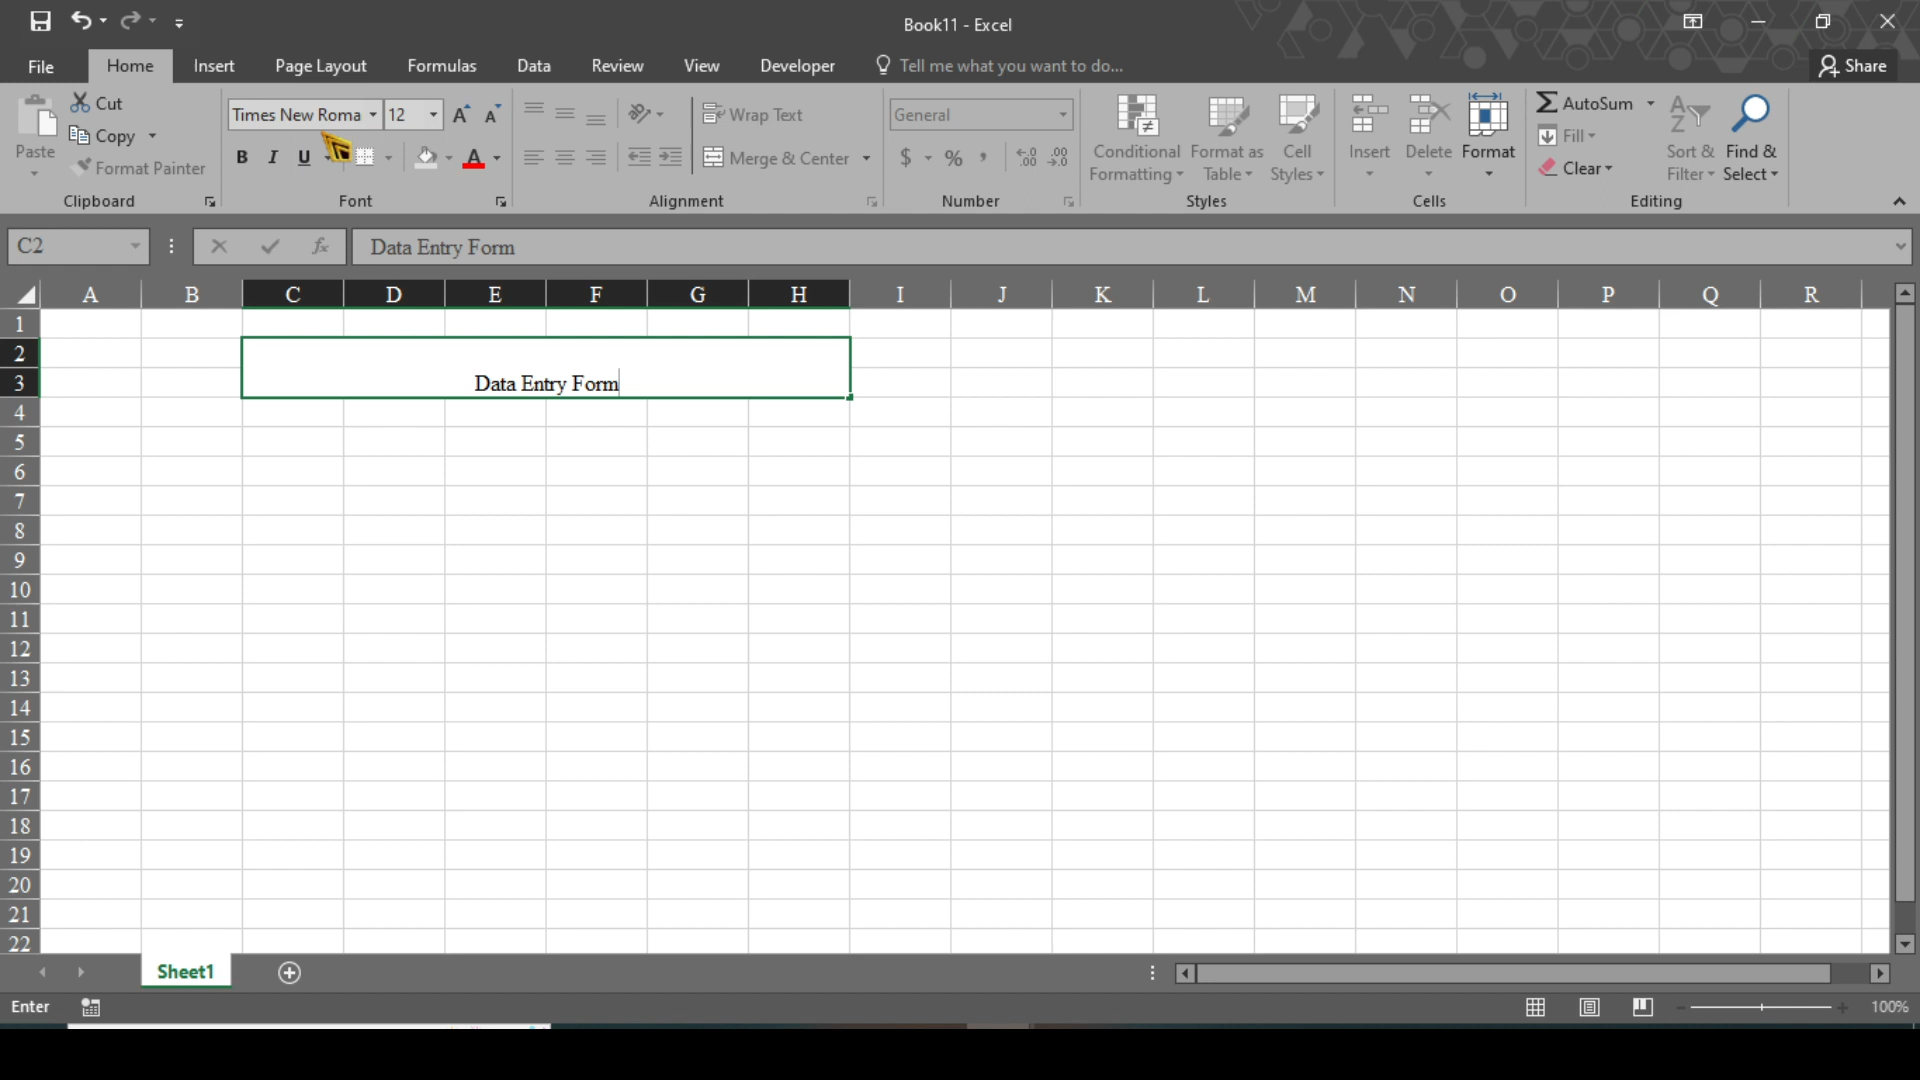 Book11 - Excel
File Home Insert Page Layout Formulas Data Review View Developer Tell me what you want to do... Share
Paste
Cut
Copy
Format Painter
Clipboard
Times New Roma 12
B I U A
Font
Wrap Text
Merge & Center
Alignment
General
$ % ,
Number
Conditional Formatting
Format as Table
Cell Styles
Styles
Insert Delete Format
Cells
AutoSum
Fill
Clear
Sort & Filter
Find & Select
Editing
C2 fx Data Entry Form
A B C D E F G H I J K L M N O P Q R
1
2
3
Data Entry Form
4
5
6
7
8
9
10
11
12
13
14
15
16
17
18
19
20
21
22
Sheet1
Enter 100%